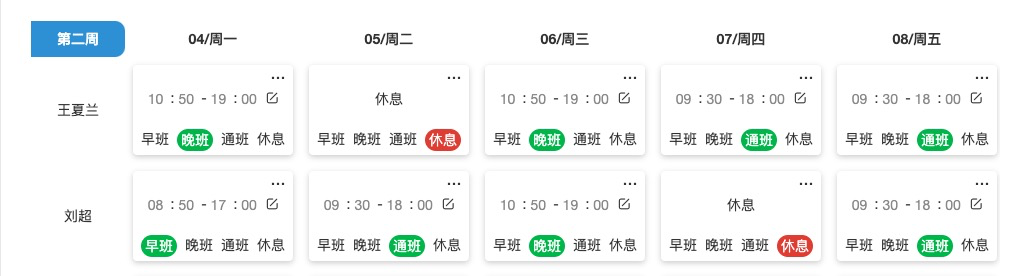 第二周 04/周一 05/周二 06/周三 07/周四 08/周五
王夏兰
... ... ... ... ...
10 : 50 - 19 : 00 休息 10 : 50 - 19 : 00 09 : 30 - 18 : 00 09 : 30 - 18 : 00
早班 晚班 通班 休息 早班 晚班 通班 休息 早班 晚班 通班 休息 早班 晚班 通班 休息 早班 晚班 通班 休息
刘超
... ... ... ... ...
08 : 50 - 17 : 00 09 : 30 - 18 : 00 10 : 50 - 19 : 00 休息 09 : 30 - 18 : 00
早班 晚班 通班 休息 早班 晚班 通班 休息 早班 晚班 通班 休息 早班 晚班 通班 休息 早班 晚班 通班 休息